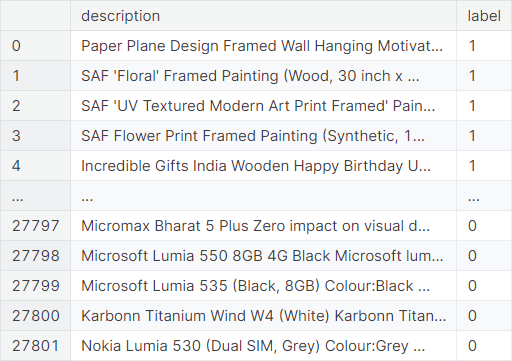 description label
0 Paper Plane Design Framed Wall Hanging Motivat... 1
1 SAF 'Floral' Framed Painting (Wood, 30 inch x ... 1
2 SAF 'UV Textured Modern Art Print Framed' Pain... 1
3 SAF Flower Print Framed Painting (Synthetic, 1... 1
4 Incredible Gifts India Wooden Happy Birthday U... 1
... ... ...
27797 Micromax Bharat 5 Plus Zero impact on visual d... 0
27798 Microsoft Lumia 550 8GB 4G Black Microsoft lum... 0
27799 Microsoft Lumia 535 (Black, 8GB) Colour:Black ... 0
27800 Karbonn Titanium Wind W4 (White) Karbonn Titan... 0
27801 Nokia Lumia 530 (Dual SIM, Grey) Colour:Grey ... 0